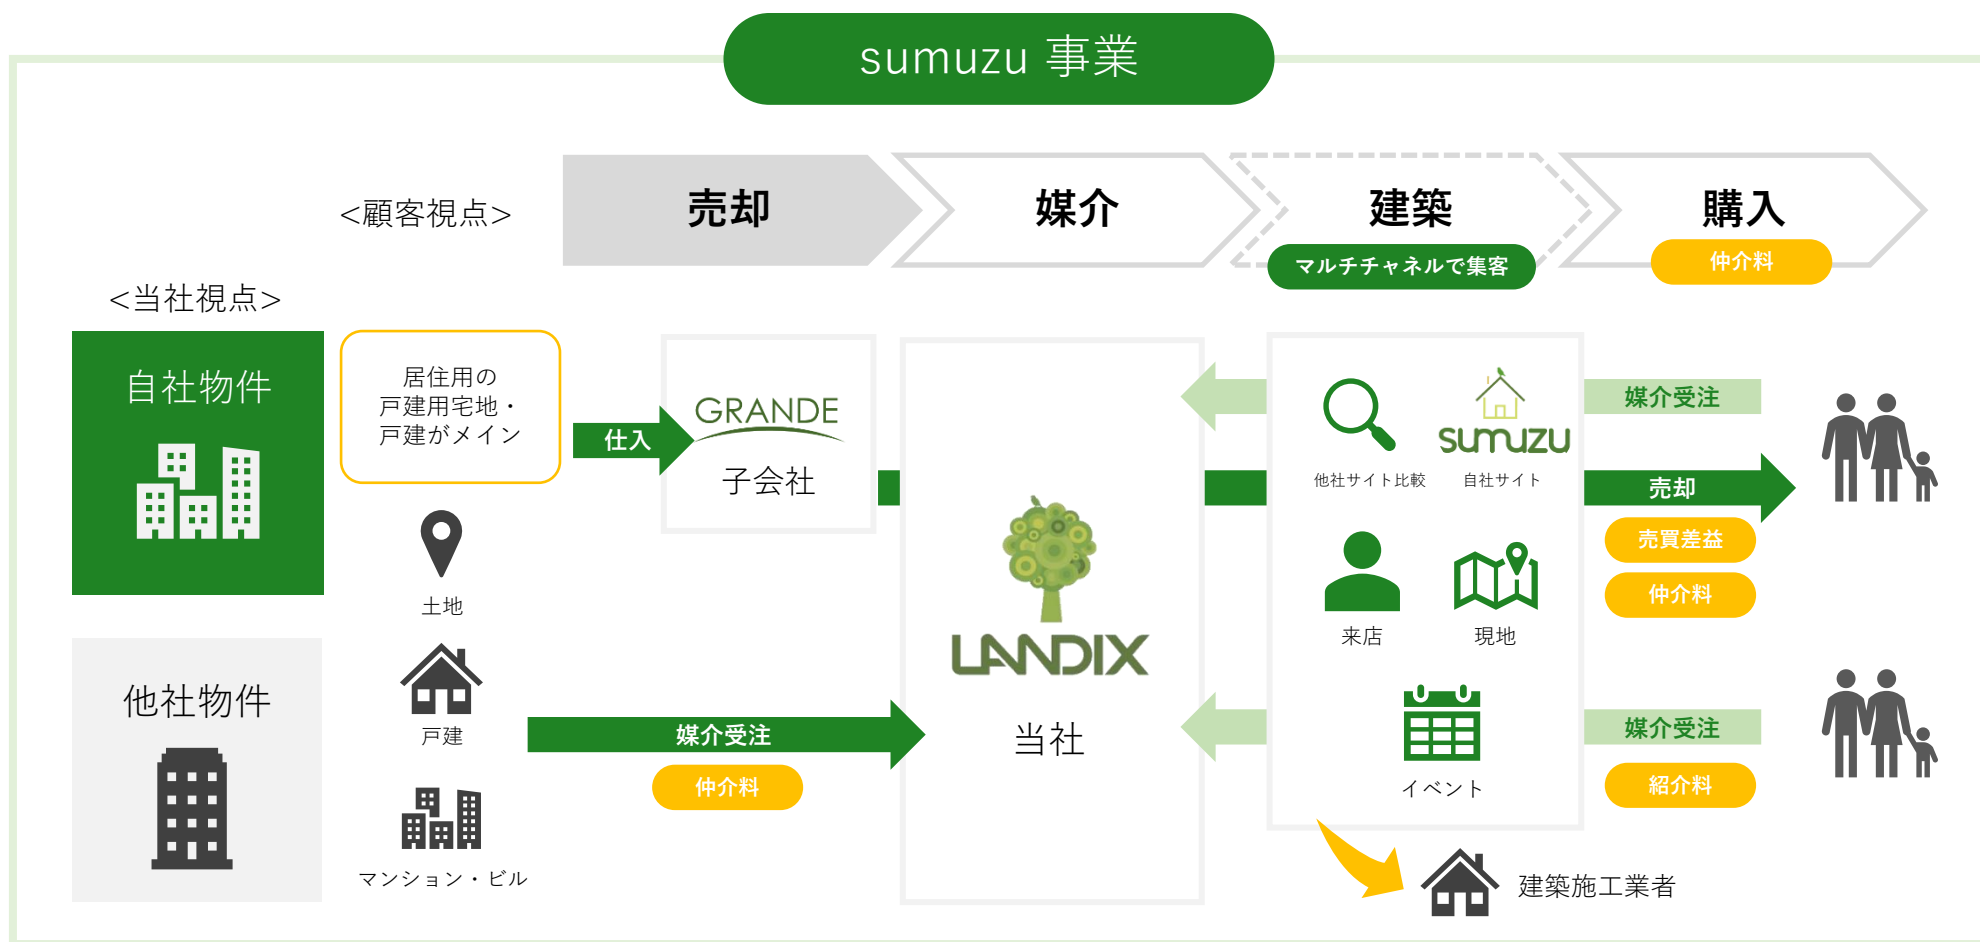 sumuzu 事業
<顧客視点>
売却
媒介
建築
購入
マルチチャネルで集客
仲介料
<当社視点>
自社物件
居住用の
戸建用宅地・
戸建がメイン
仕入
GRANDE
子会社
土地
他社物件
戸建
マンション・ビル
媒介受注
仲介料
LANDIX
当社
他社サイト比較
sumuzu
自社サイト
来店
現地
イベント
媒介受注
売却
売買差益
仲介料
媒介受注
紹介料
建築施工業者